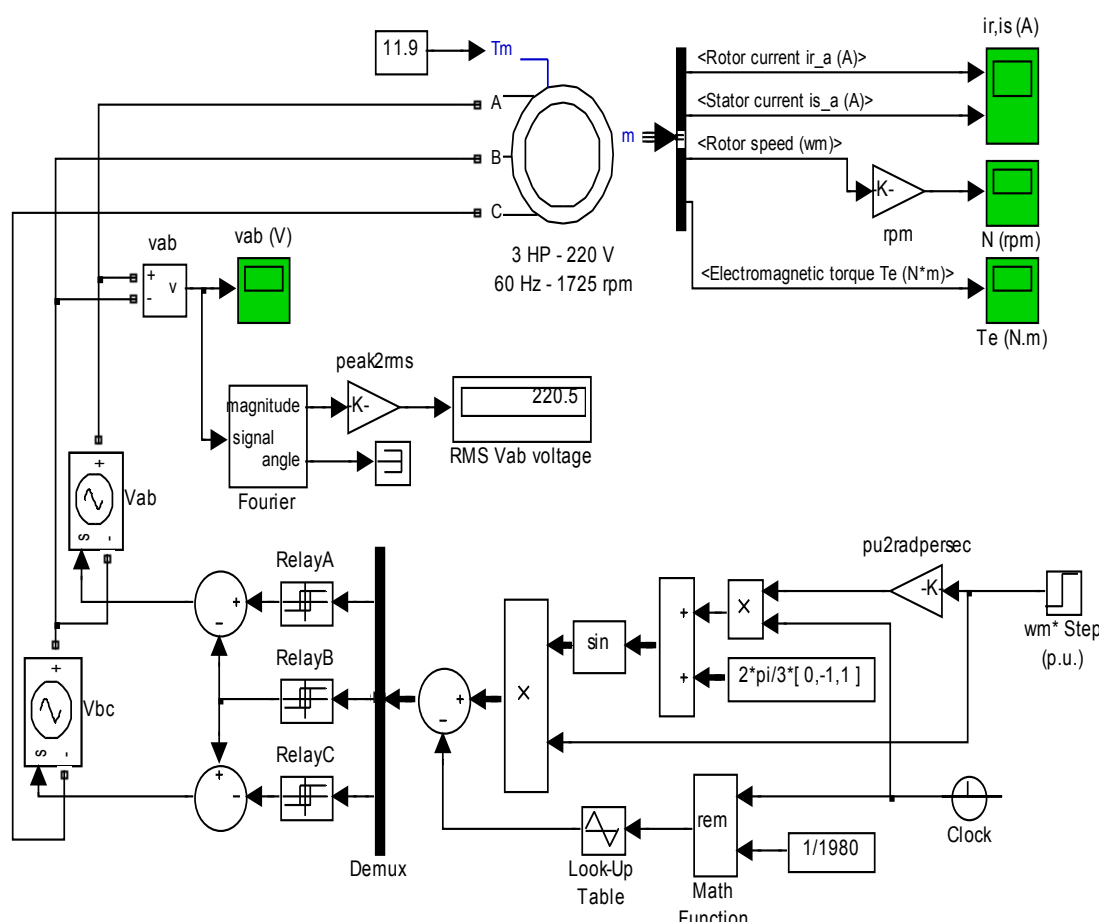 ir,is (A)
11.9
Tm
<Rotor current ir_a (A)>
A
<Stator current is_a (A)>
m
<Rotor speed (wm)>
B
-K-
C
rpm
N (rpm)
vab
vab (V)
3 HP - 220 V
60 Hz - 1725 rpm
<Electromagnetic torque Te (N*m)>
+
-
v
Te (N.m)
peak2rms
magnitude
-K-
220.5
signal
angle
RMS Vab voltage
Fourier
+
Vab
s
-
RelayA
pu2radpersec
-K-
+
-
×
wm* Step
(p.u.)
+
sin
RelayB
2*pi/3*[ 0,-1,1 ]
+
+
Vbc
×
+
-
s
-
RelayC
+
-
rem
Clock
1/1980
Demux
Look-Up
Table
Math
Function